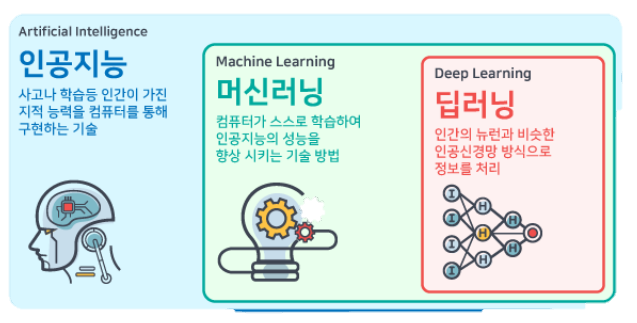 Artificial Intelligence
인공지능
사고나 학습등 인간이 가진
지적 능력을 컴퓨터를 통해
구현하는 기술
Machine Learning
머신러닝
컴퓨터가 스스로 학습하여
인공지능의 성능을
향상 시키는 기술 방법
Deep Learning
딥러닝
인간의 뉴런과 비슷한
인공신경망 방식으로
정보를 처리
I
H
I
H
H
I
H
H
I